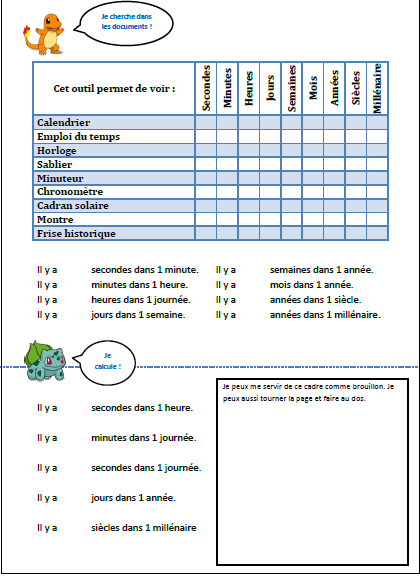 Je cherche dans
les documents !
Cet outil permet de voir :
Secondes
Minutes
Heures
Jours
Semaines
Mois
Années
Siècles
Millénaire
Calendrier
Emploi du temps
Horloge
Sablier
Minuteur
Chronomètre
Cadran solaire
Montre
Frise historique
Il y a secondes dans 1 minute. Il y a semaines dans 1 année.
Il y a minutes dans 1 heure. Il y a mois dans 1 année.
Il y a heures dans 1 journée. Il y a années dans 1 siècle.
Il y a jours dans 1 semaine. Il y a années dans 1 millénaire.
Je
calcule !
Je peux me servir de ce cadre comme brouillon. Je
peux aussi tourner la page et faire au dos.
Il y a secondes dans 1 heure.
Il y a minutes dans 1 journée.
Il y a secondes dans 1 journée.
Il y a jours dans 1 année.
Il y a siècles dans 1 millénaire